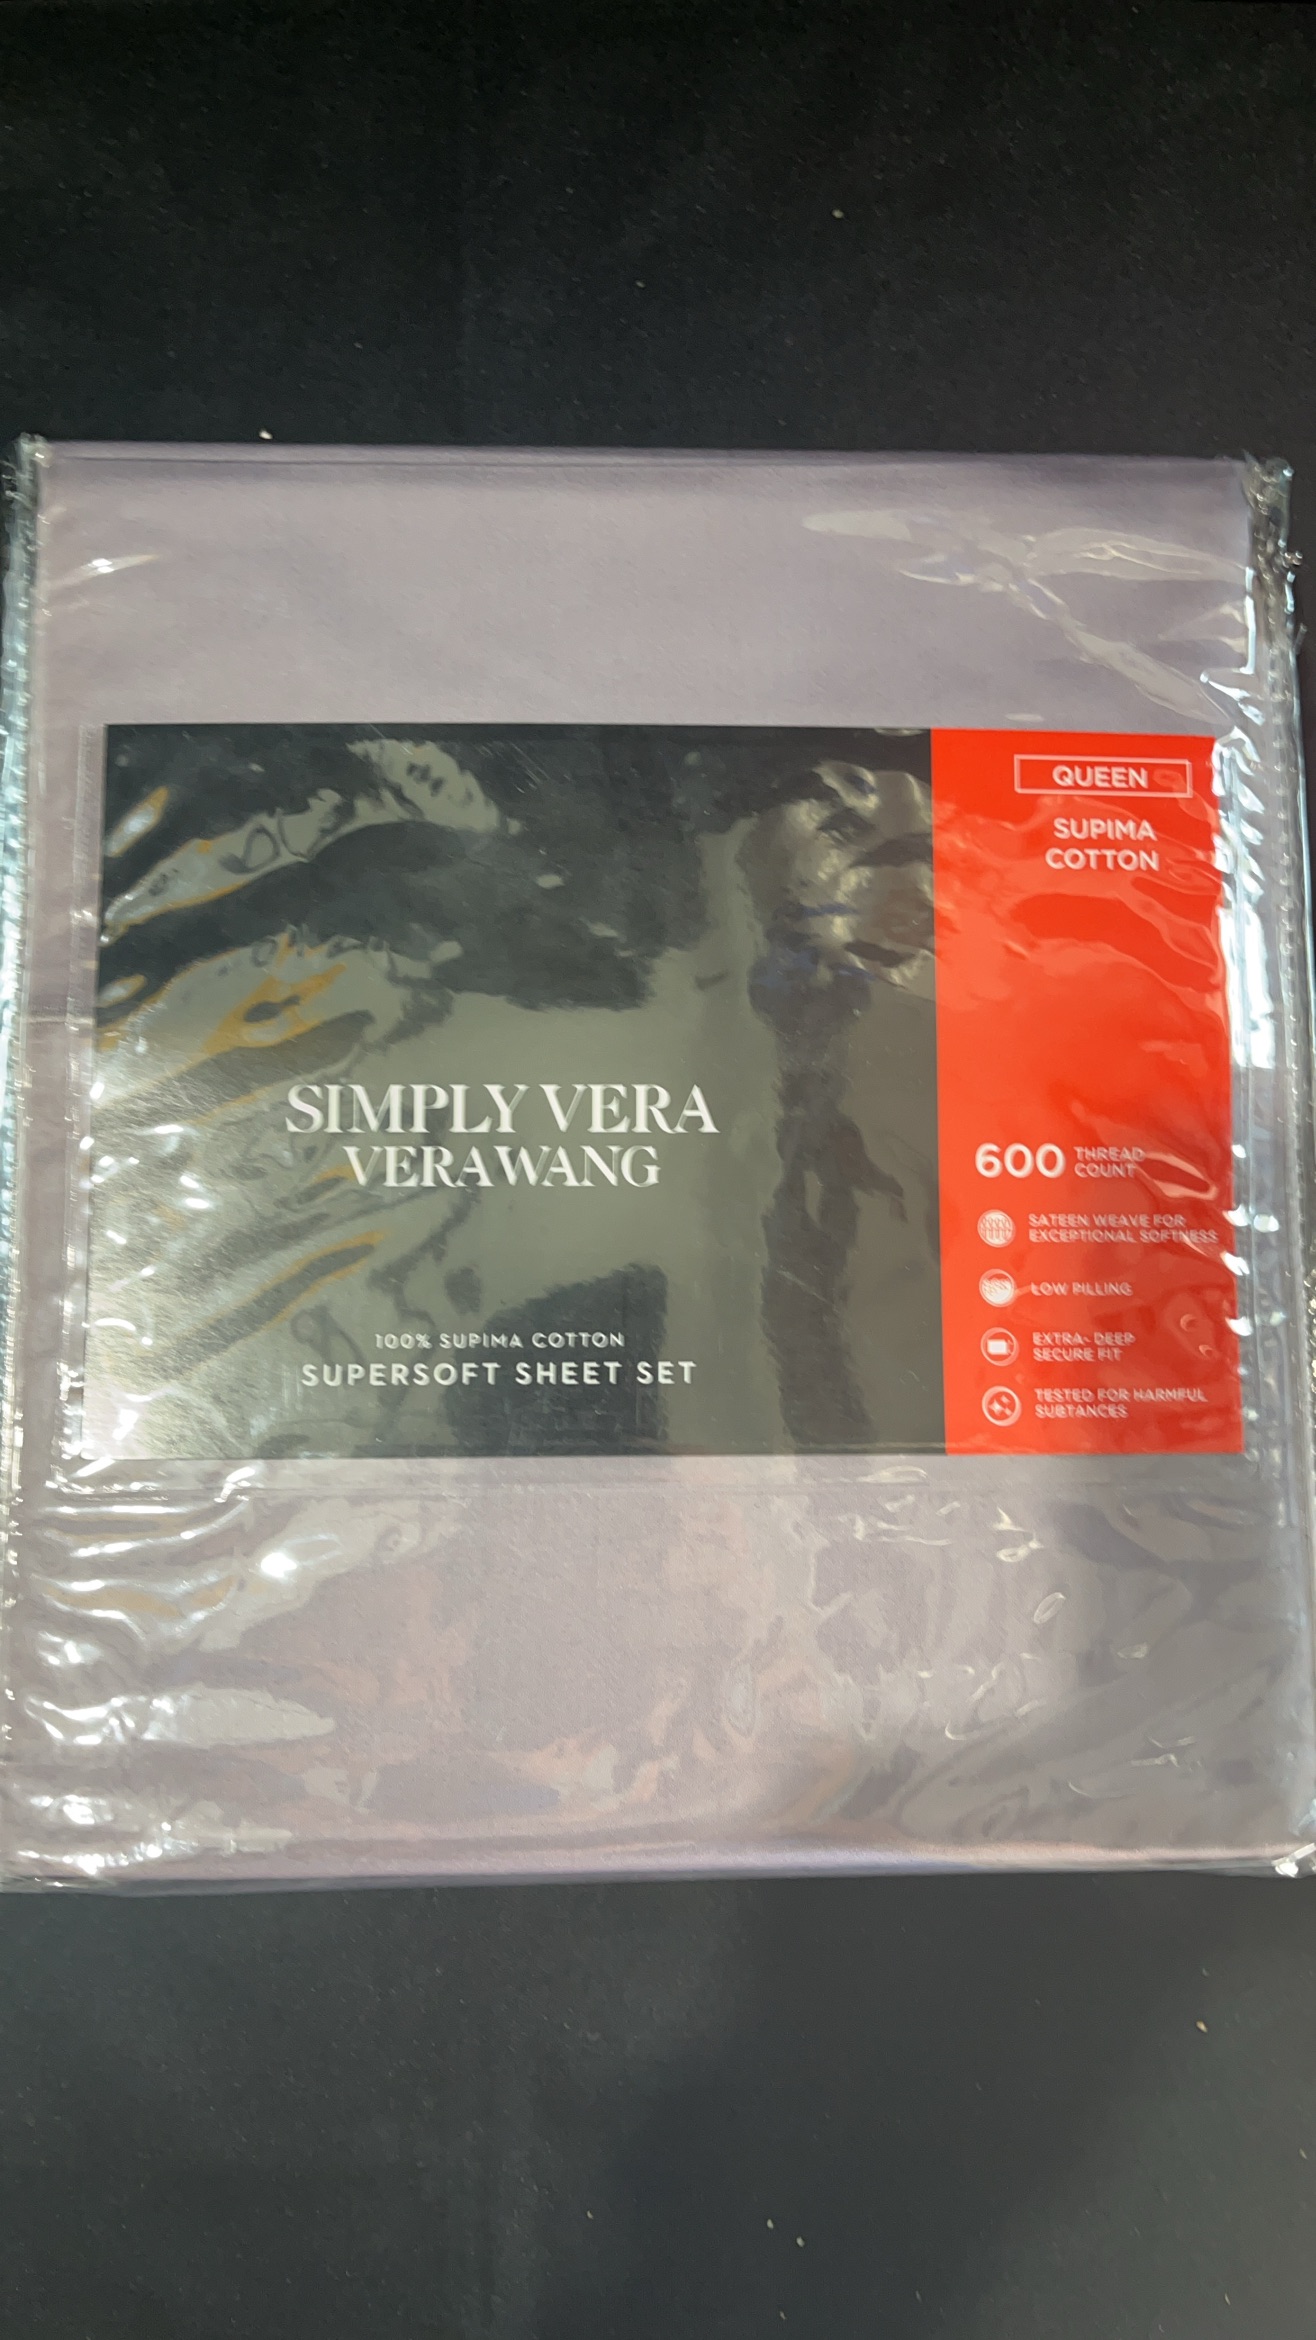 QUEEN
SUPIMA
COTTON
SIMPLY VERA
VERAWANG
100% SUPIMA COTTON
SUPERSOFT SHEET SET
600 THREAD
COUNT
SATEEN WEAVE FOR
EXCEPTIONAL SOFTNESS
LOW PILLING
EXTRA-DEEP
SECURE FIT
TESTED FOR HARMFUL
SUBTANCES